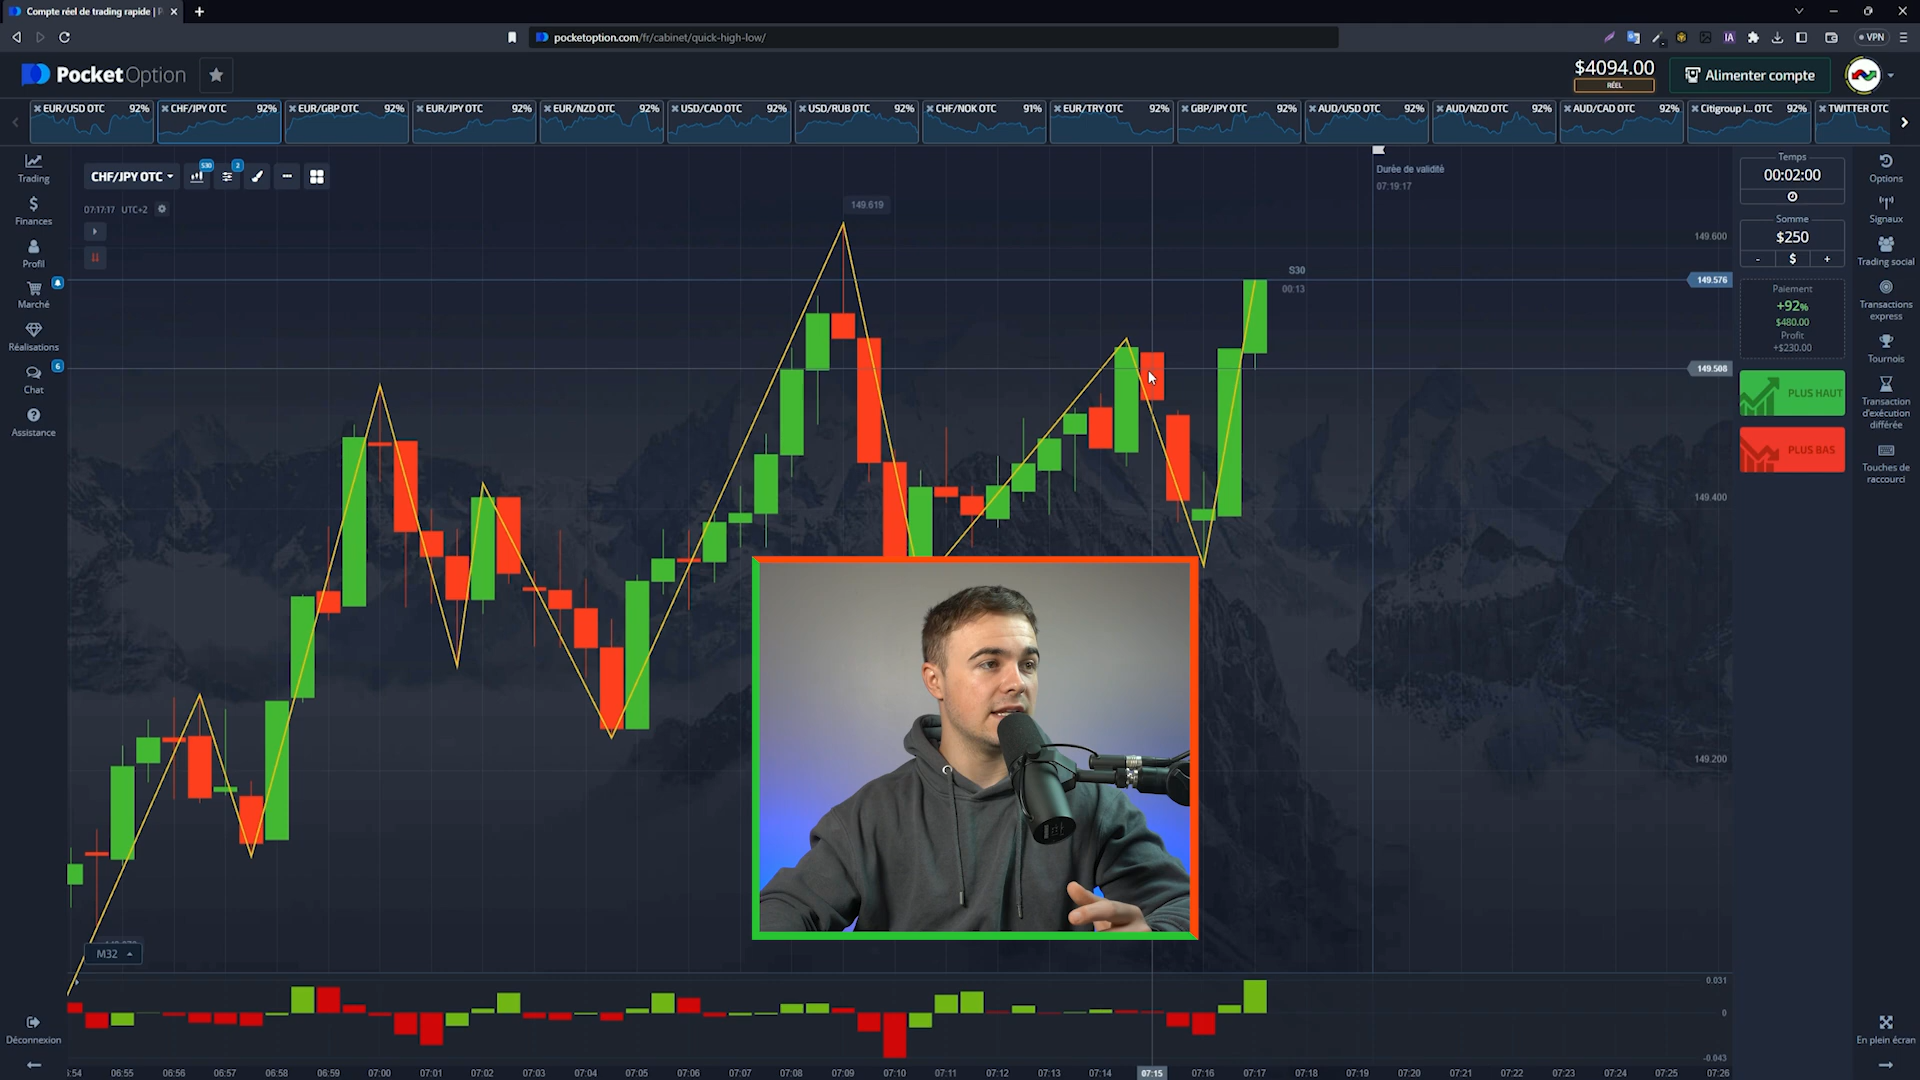 Compte réel de trading rapide | P
pocketoption.com/fr/cabinet/quick-high-low/
IA
VPN
PocketOption
$4094.00
RÉEL
Alimenter compte
EUR/USD OTC 92%
CHF/JPY OTC 92%
EUR/GBP OTC 92%
EUR/JPY OTC 92%
EUR/NZD OTC 92%
USD/CAD OTC 92%
USD/RUB OTC 92%
CHF/NOK OTC 91%
EUR/TRY OTC 92%
GBP/JPY OTC 92%
AUD/USD OTC 92%
AUD/NZD OTC 92%
AUD/CAD OTC 92%
Citigroup I... OTC 92%
TWITTER OTC
Trading
Finances
Profil
Marché
Réalisations
Chat
6
Assistance
Déconnexion
CHF/JPY OTC
S30
2
07:17:17 UTC+2
149.619
S30
00:13
Durée de validité
07:19:17
149.600
149.576
149.508
149.400
149.200
M32
0.031
0
-0.043
:54 06:55 06:56 06:57 06:58 06:59 07:00 07:01 07:02 07:03 07:04 07:05 07:06 07:07 07:08 07:09 07:10 07:11 07:12 07:13 07:14 07:15 07:16 07:17 07:18 07:19 07:20 07:21 07:22 07:23 07:24 07:25 07:26
Temps
00:02:00
Somme
$250
- $ +
Paiement
+92%
$480.00
Profit
+$230.00
PLUS HAUT
PLUS BAS
Options
Signaux
Trading social
Transactions
express
Tournois
Transaction
d'exécution
différée
Touches de
raccourci
En plein écran